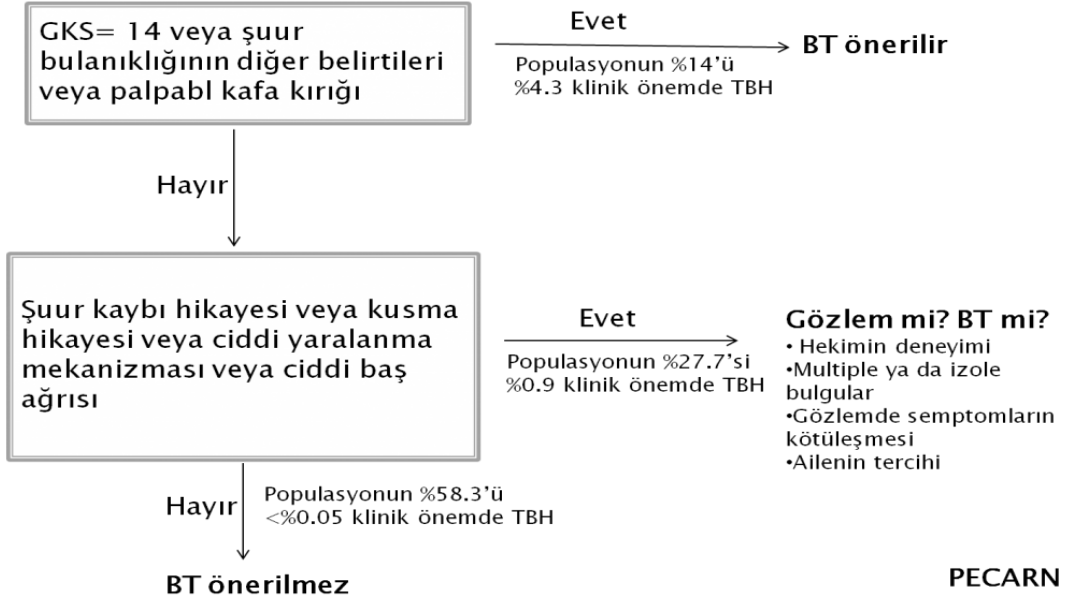 GKS= 14 veya şuur
bulanıklığının diğer belirtileri
veya palpabl kafa kırığı
Evet
Populasyonun %14'ü
%4.3 klinik önemde TBH
BT önerilir
Hayır
Şuur kaybı hikayesi veya kusma
hikayesi veya ciddi yaralanma
mekanizması veya ciddi baş
ağrısı
Evet
Populasyonun %27.7'si
%0.9 klinik önemde TBH
Gözlem mi? BT mi?
• Hekimin deneyimi
•Multiple ya da izole
bulgular
•Gözlemde semptomların
kötüleşmesi
•Ailenin tercihi
Hayır
Populasyonun %58.3'ü
<%0.05 klinik önemde TBH
BT önerilmez
PECARN